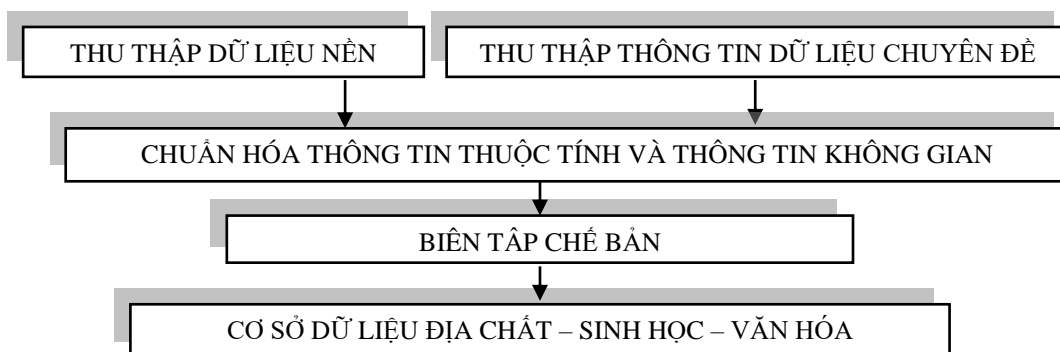 THU THẬP DỮ LIỆU NỀN
THU THẬP THÔNG TIN DỮ LIỆU CHUYÊN ĐỀ
CHUẨN HÓA THÔNG TIN THUỘC TÍNH VÀ THÔNG TIN KHÔNG GIAN
BIÊN TÂP CHẾ BẢN
CƠ SỞ DỮ LIỆU ĐỊA CHẤT – SINH HỌC – VĂN HÓA